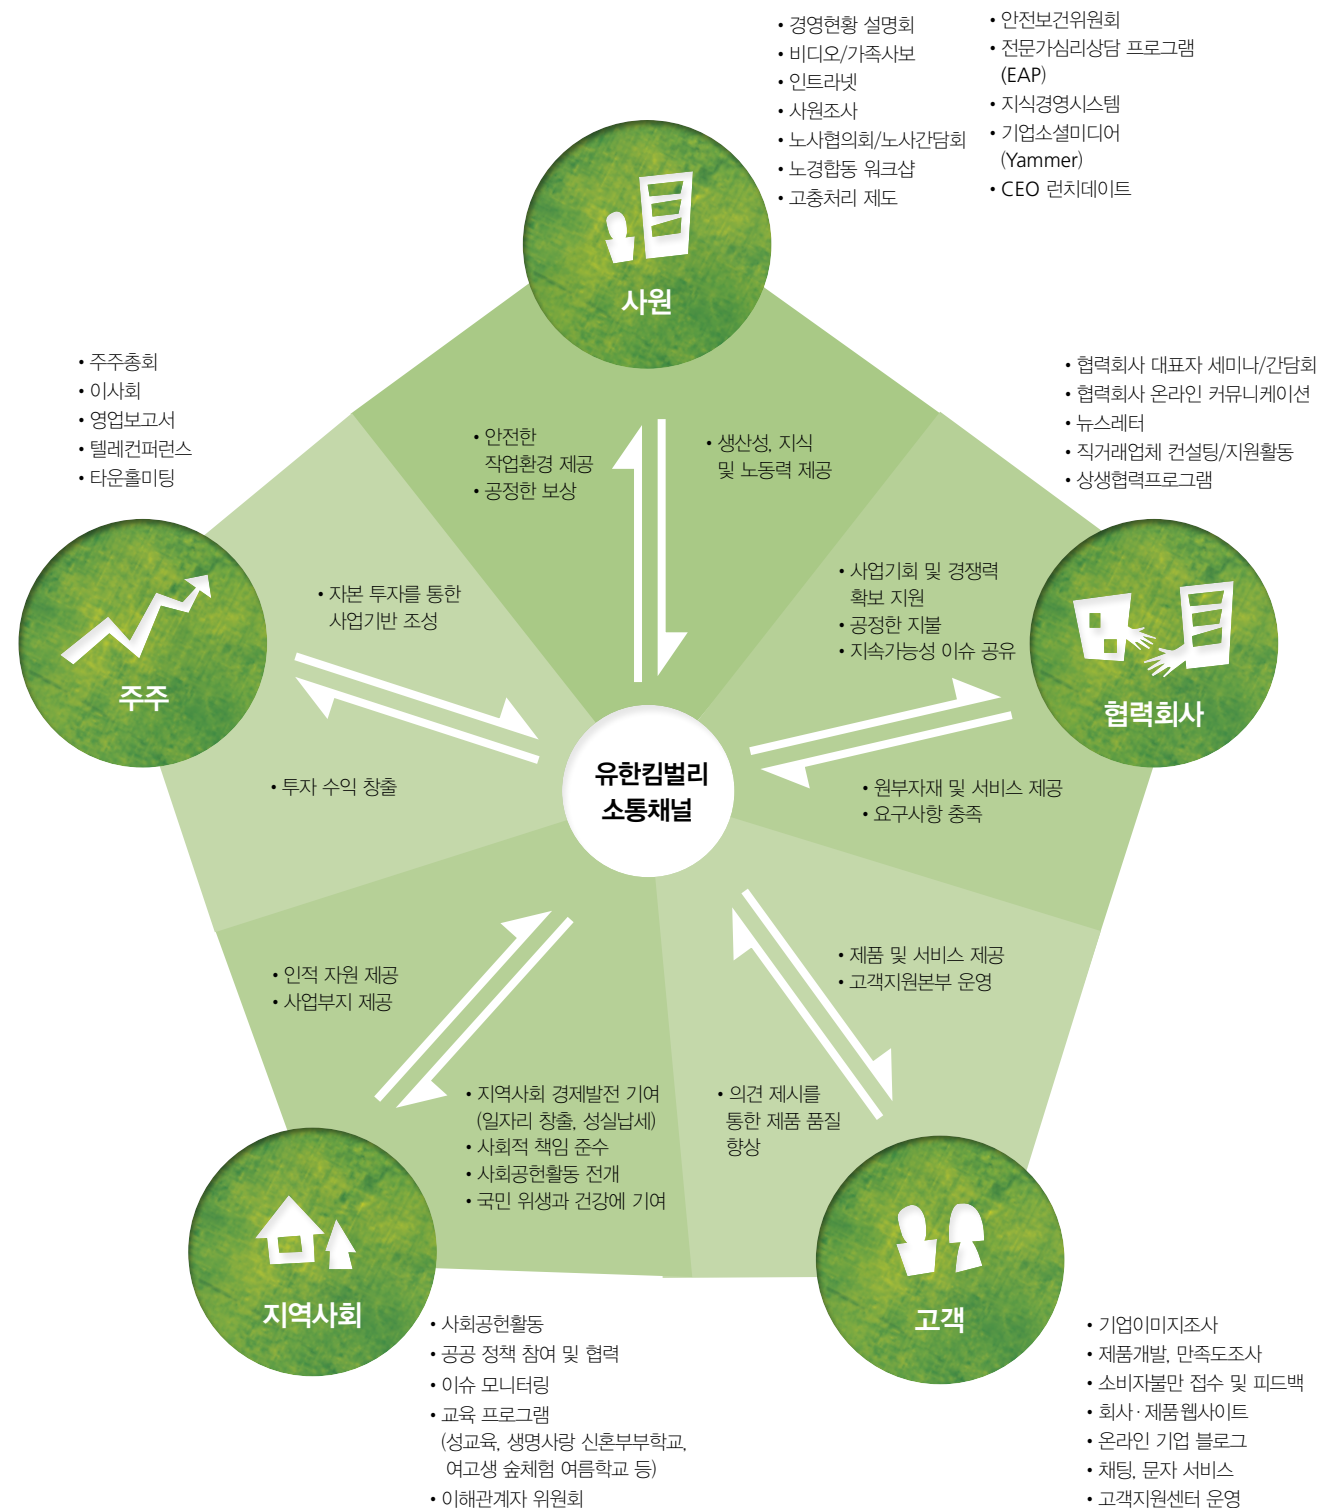 • 경영현황 설명회
• 비디오/가족사보
• 인트라넷
• 사원조사
• 노사협의회/노사간담회
• 노경합동 워크샵
• 고충처리 제도
• 안전보건위원회
• 전문가심리상담 프로그램
(EAP)
• 지식경영시스템
• 기업소셜미디어
(Yammer)
• CEO 런치데이트
사원
• 주주총회
• 이사회
• 영업보고서
• 텔레컨퍼런스
• 타운홀미팅
• 협력회사 대표자 세미나/간담회
• 협력회사 온라인 커뮤니케이션
• 뉴스레터
• 직거래업체 컨설팅/지원활동
• 상생협력프로그램
• 안전한
작업환경 제공
• 공정한 보상
• 생산성, 지식
및 노동력 제공
주주
• 자본 투자를 통한
사업기반 조성
• 투자 수익 창출
• 사업기회 및 경쟁력
확보 지원
• 공정한 지불
• 지속가능성 이슈 공유
협력회사
• 원부자재 및 서비스 제공
• 요구사항 충족
유한킴벌리
소통채널
• 인적 자원 제공
• 사업부지 제공
• 제품 및 서비스 제공
• 고객지원본부 운영
• 지역사회 경제발전 기여
(일자리 창출, 성실납세)
• 사회적 책임 준수
• 사회공헌활동 전개
• 국민 위생과 건강에 기여
• 의견 제시를
통한 제품 품질
향상
지역사회
고객
• 사회공헌활동
• 공공 정책 참여 및 협력
• 이슈 모니터링
• 교육 프로그램
(성교육, 생명사랑 신혼부부학교,
여고생 숲체험 여름학교 등)
• 이해관계자 위원회
• 기업이미지조사
• 제품개발, 만족도조사
• 소비자불만 접수 및 피드백
• 회사·제품웹사이트
• 온라인 기업 블로그
• 채팅, 문자 서비스
• 고객지원센터 운영